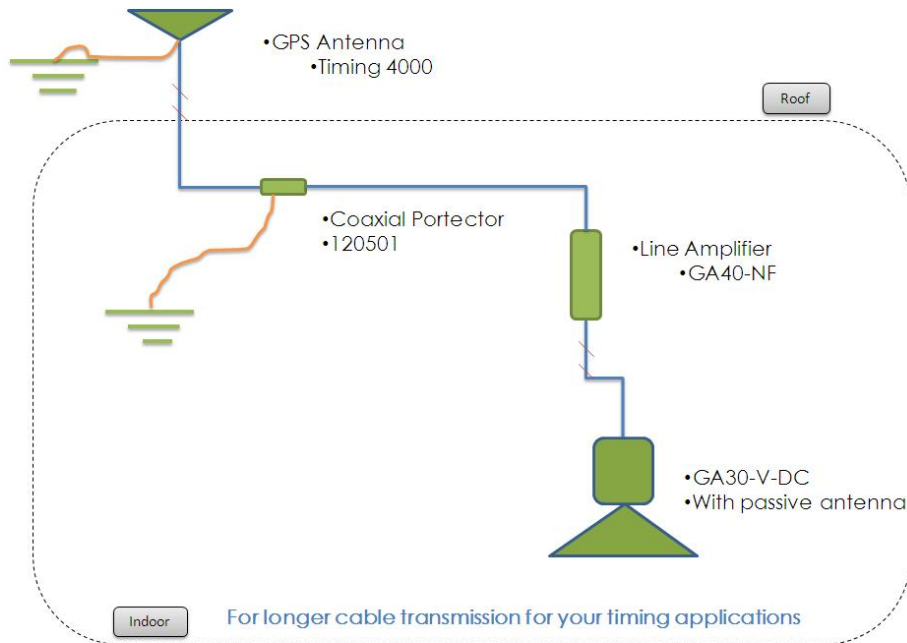 •GPS Antenna
•Timing 4000
Roof
•Coaxial Portector
•120501
•Line Amplifier
•GA40-NF
•GA30-V-DC
•With passive antenna
Indoor
For longer cable transmission for your timing applications